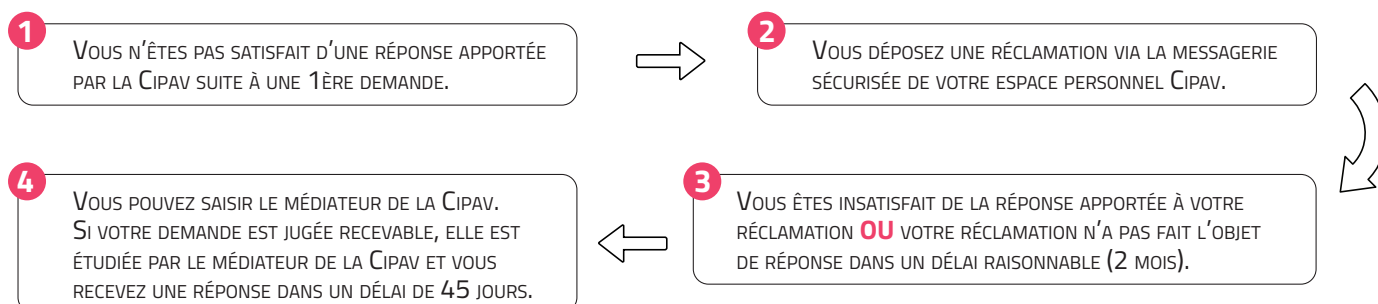 1
Vous n'êtes pas satisfait d'une réponse apportée
par la Cipav suite à une 1ère demande.
2
Vous déposez une réclamation via la messagerie
sécurisée de votre espace personnel Cipav.
3
Vous êtes insatisfait de la réponse apportée à votre
réclamation OU votre réclamation n'a pas fait l'objet
de réponse dans un délai raisonnable (2 mois).
4
Vous pouvez saisir le médiateur de la Cipav.
Si votre demande est jugée recevable, elle est
étudiée par le médiateur de la Cipav et vous
recevez une réponse dans un délai de 45 jours.